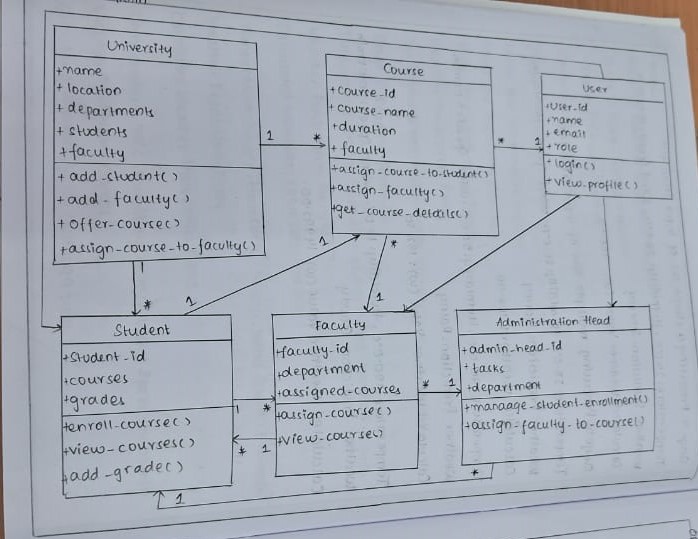 University
+name
+ location
+ departments
+ students
+ faculty
+ add-student()
+ add-faculty()
+ offer-course()
+assign-course-to-faculty()
Course
+course-id
+ course-name
+duration
+ faculty
+assign-course-to-student()
+assign-faculty()
+get-course-details()
User
+User-id
+name
+email
+role
+ login()
+view-profile()
1
*
*
1
1
*
1
1
*
1
Student
+Student-id
+courses
+grades
+enroll-course()
+view-courses()
+add-grade()
Faculty
+faculty-id
+department
+assigned-courses
+assign-course()
+view-course()
Administration Head
+admin-head-id
+ tasks
+department
+manaage-student-enrollment()
+assign-faculty-to-course()
1
*
*
1
*
1
*
1